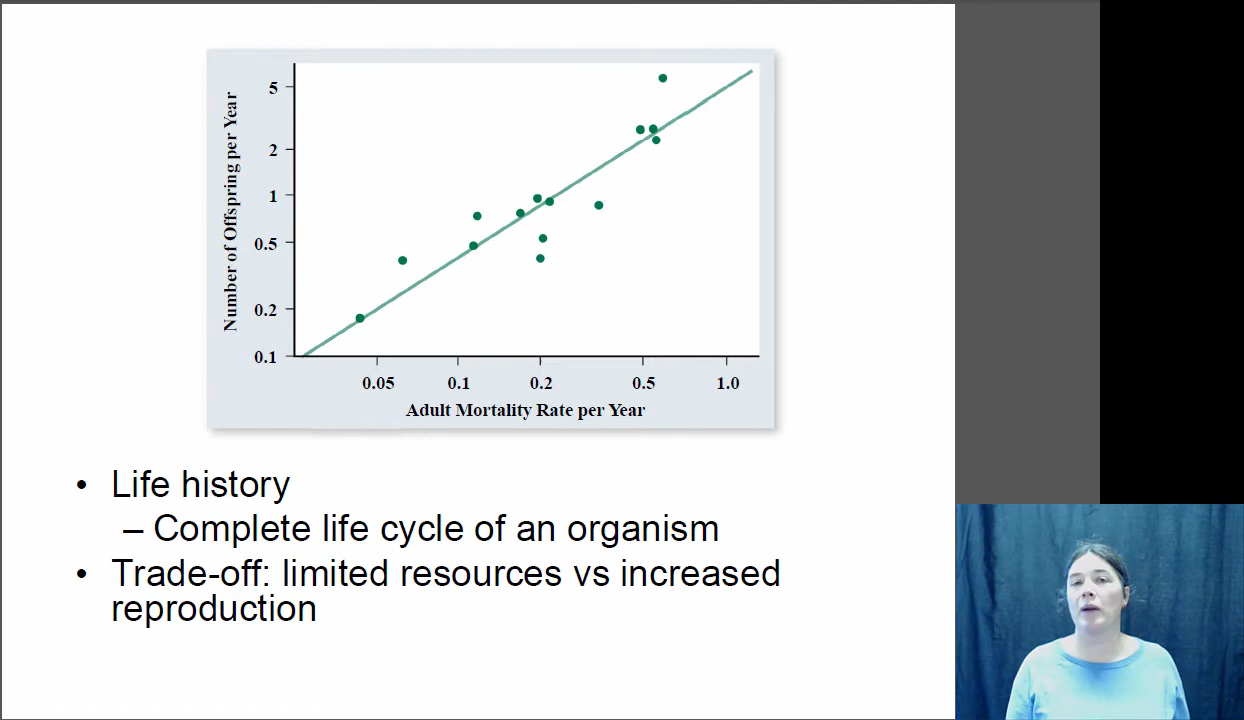 Number of Offspring per Year
5
2
1
0.5
0.2
0.1
0.05 0.1 0.2 0.5 1.0
Adult Mortality Rate per Year
• Life history
– Complete life cycle of an organism
• Trade-off: limited resources vs increased
reproduction